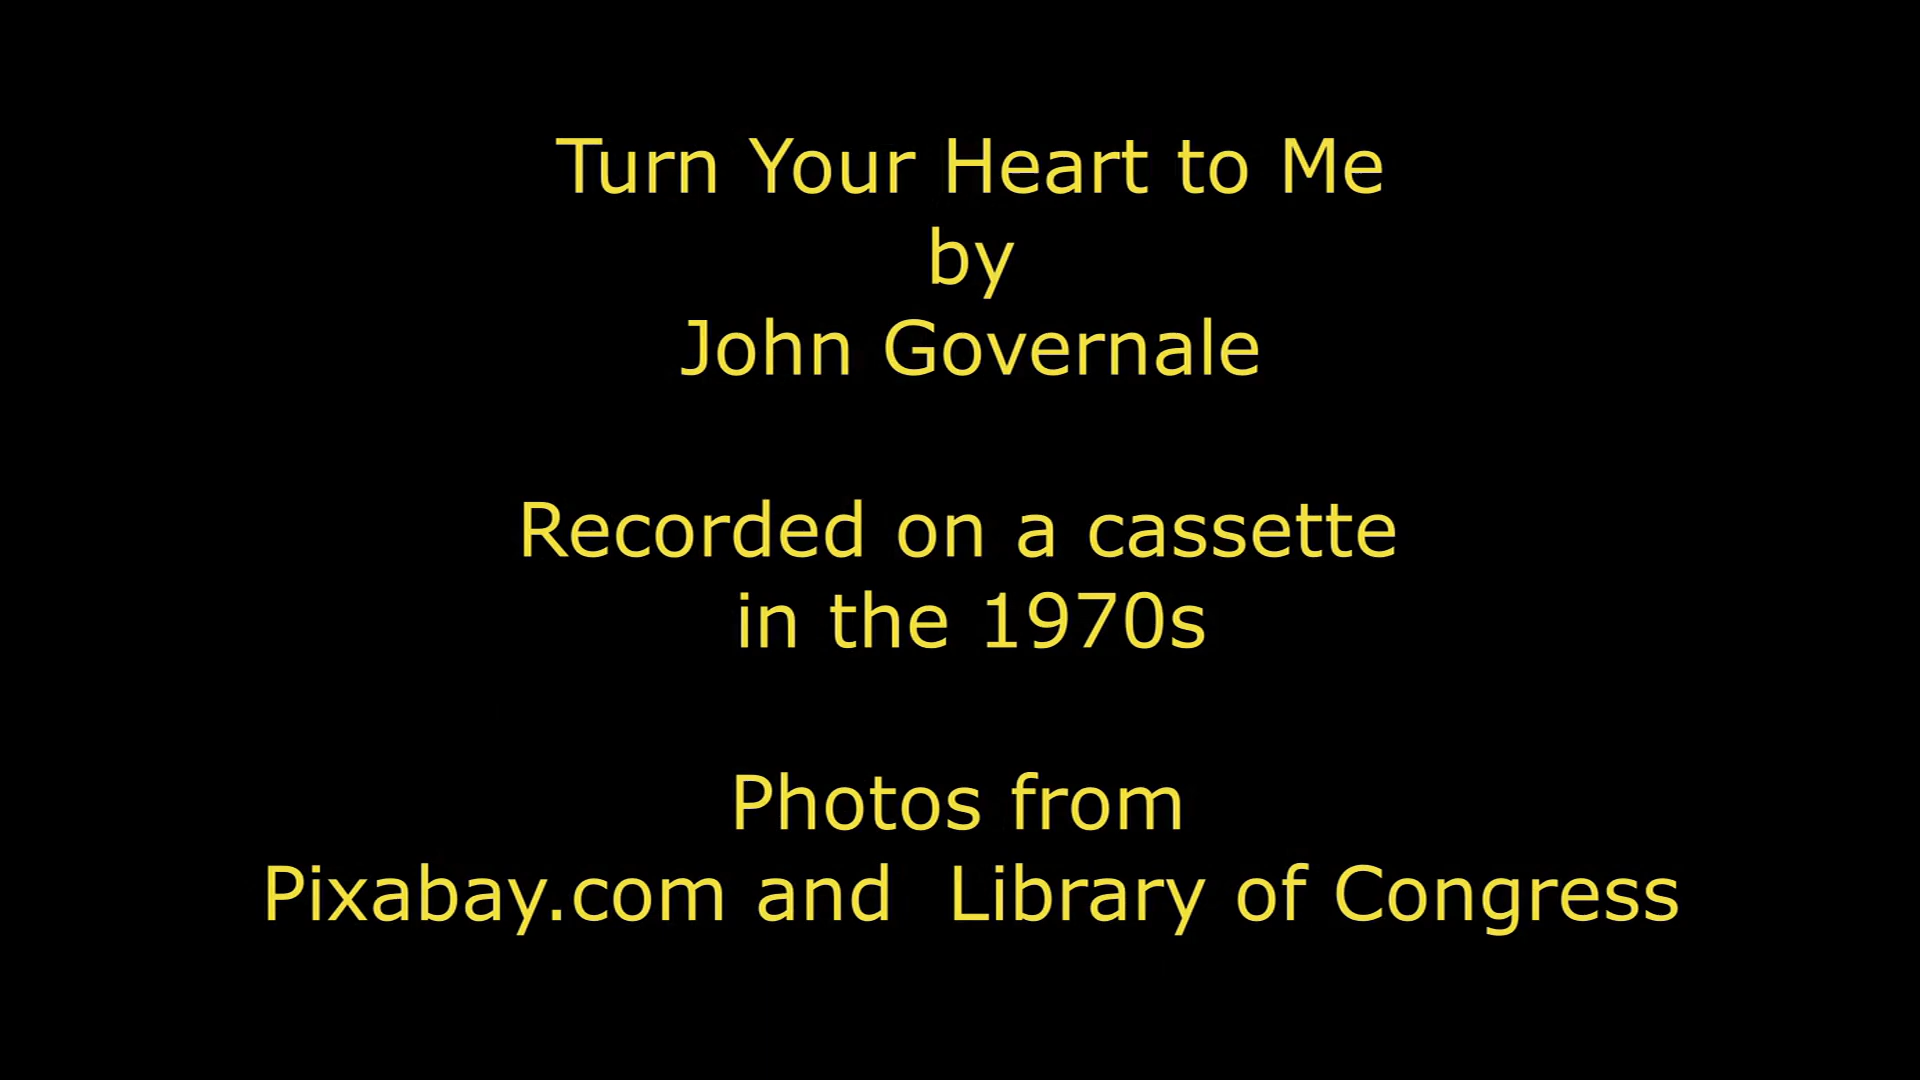 Turn Your Heart to Me
by
John Governale
Recorded on a cassette
in the 1970s
Photos from
Pixabay.com and  Library of Congress